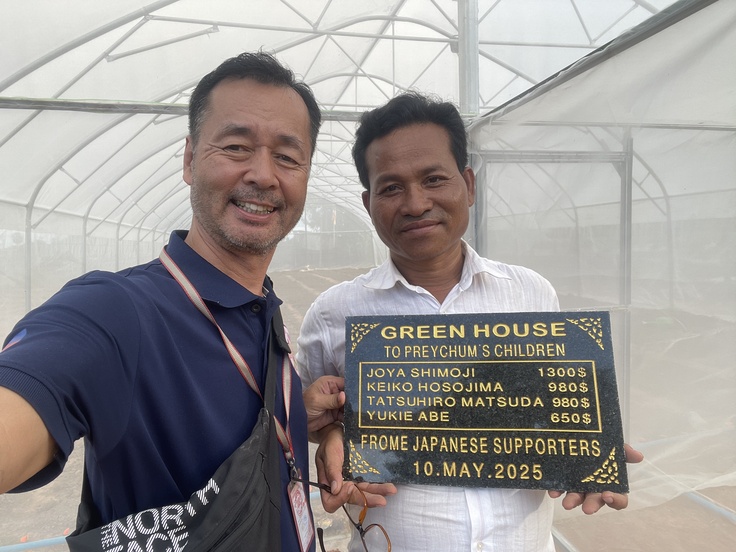 GREEN HOUSE
TO PREYCHUM'S CHILDREN
JOYA SHIMOJI 1300$
KEIKO HOSOJIMA 980$
TATSUHIRO MATSUDA 980$
YUKIE ABE 650$
FROME JAPANESE SUPPORTERS
10.MAY.2025
THE
NORTH
FACE